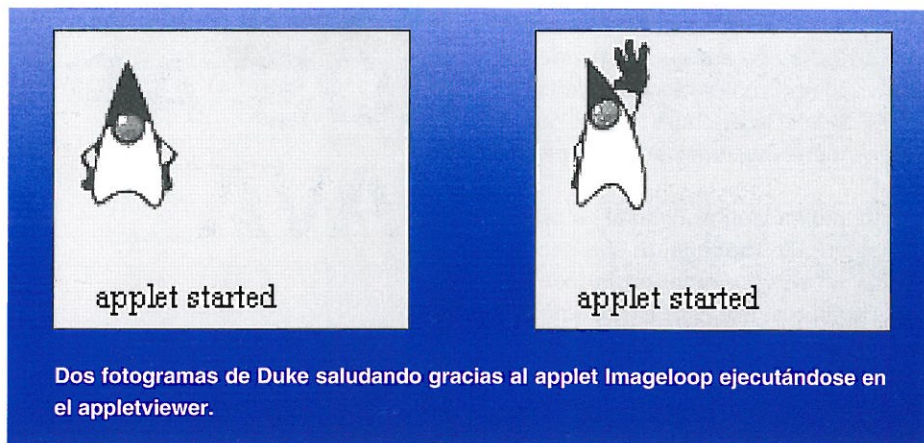 applet started
applet started
Dos fotogramas de Duke saludando gracias al applet Imageloop ejecutándose en
el appletviewer.